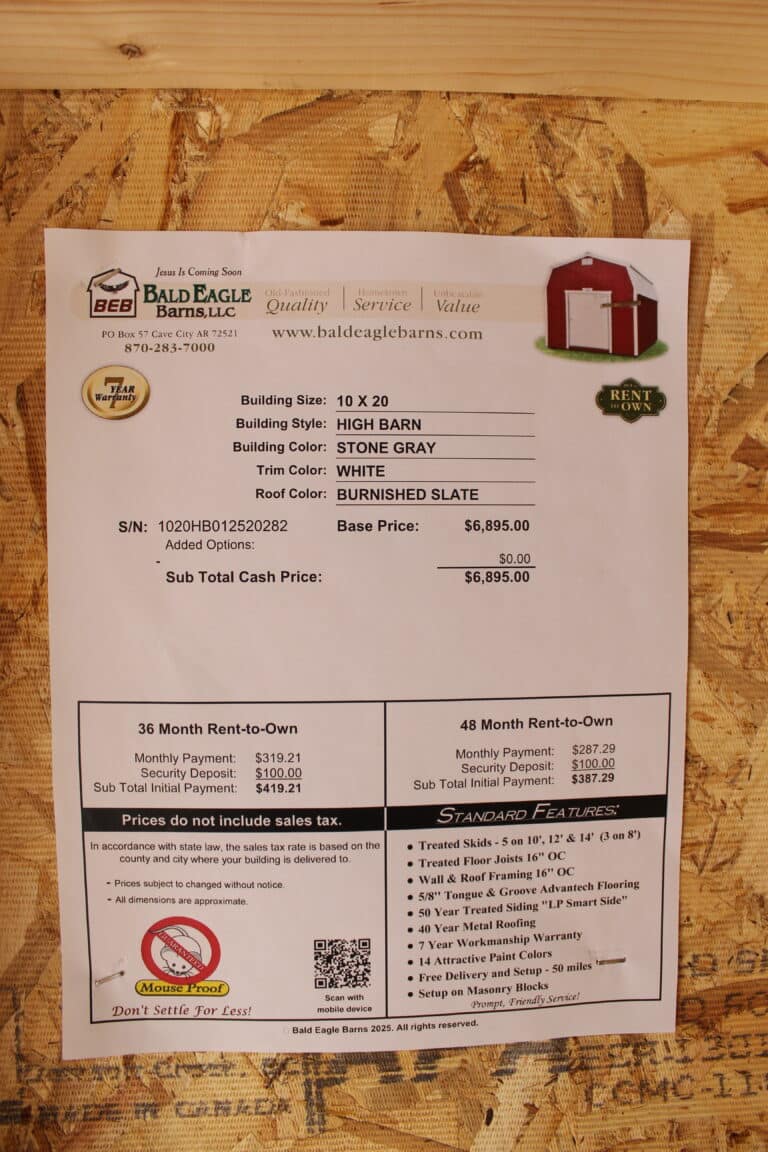 Jesus Is Coming Soon
BEB
BALD EAGLE
BARNS, LLC
Old-Fashioned Quality | Hometown Service | Unbeatable Value
PO Box 57 Cave City AR 72521
870-283-7000
www.baldeaglebarns.com
7 YEAR Warranty
RENT TO OWN
Building Size: 10 X 20
Building Style: HIGH BARN
Building Color: STONE GRAY
Trim Color: WHITE
Roof Color: BURNISHED SLATE
S/N: 1020HB012520282 Base Price: $6,895.00
Added Options:
- $0.00
Sub Total Cash Price: $6,895.00
36 Month Rent-to-Own
Monthly Payment: $319.21
Security Deposit: $100.00
Sub Total Initial Payment: $419.21
48 Month Rent-to-Own
Monthly Payment: $287.29
Security Deposit: $100.00
Sub Total Initial Payment: $387.29
Prices do not include sales tax.
In accordance with state law, the sales tax rate is based on the
county and city where your building is delivered to.
- Prices subject to changed without notice.
- All dimensions are approximate.
GUARANTEED
Mouse Proof
Don't Settle For Less!
Scan with
mobile device
STANDARD FEATURES:
• Treated Skids - 5 on 10', 12' & 14' (3 on 8')
• Treated Floor Joists 16" OC
• Wall & Roof Framing 16" OC
• 5/8" Tongue & Groove Advantech Flooring
• 50 Year Treated Siding "LP Smart Side"
• 40 Year Metal Roofing
• 7 Year Workmanship Warranty
• 14 Attractive Paint Colors
• Free Delivery and Setup - 50 miles
• Setup on Masonry Blocks
Prompt, Friendly Service!
Bald Eagle Barns 2025. All rights reserved.
MADE IN CANADA